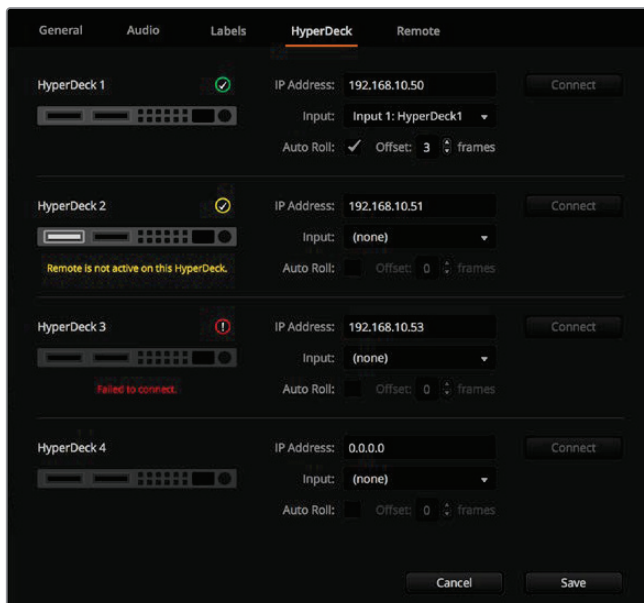 General Audio Labels HyperDeck Remote
HyperDeck 1 IP Address: 192.168.10.50 Connect
Input: Input 1: HyperDeck1
Auto Roll: Offset: 3 frames
HyperDeck 2 IP Address: 192.168.10.51 Connect
Input: (none)
Remote is not active on this HyperDeck. Auto Roll: Offset: 0 frames
HyperDeck 3 IP Address: 192.168.10.53 Connect
Input: (none)
Failed to connect. Auto Roll: Offset: 0 frames
HyperDeck 4 IP Address: 0.0.0.0 Connect
Input: (none)
Auto Roll: Offset: 0 frames
Cancel Save